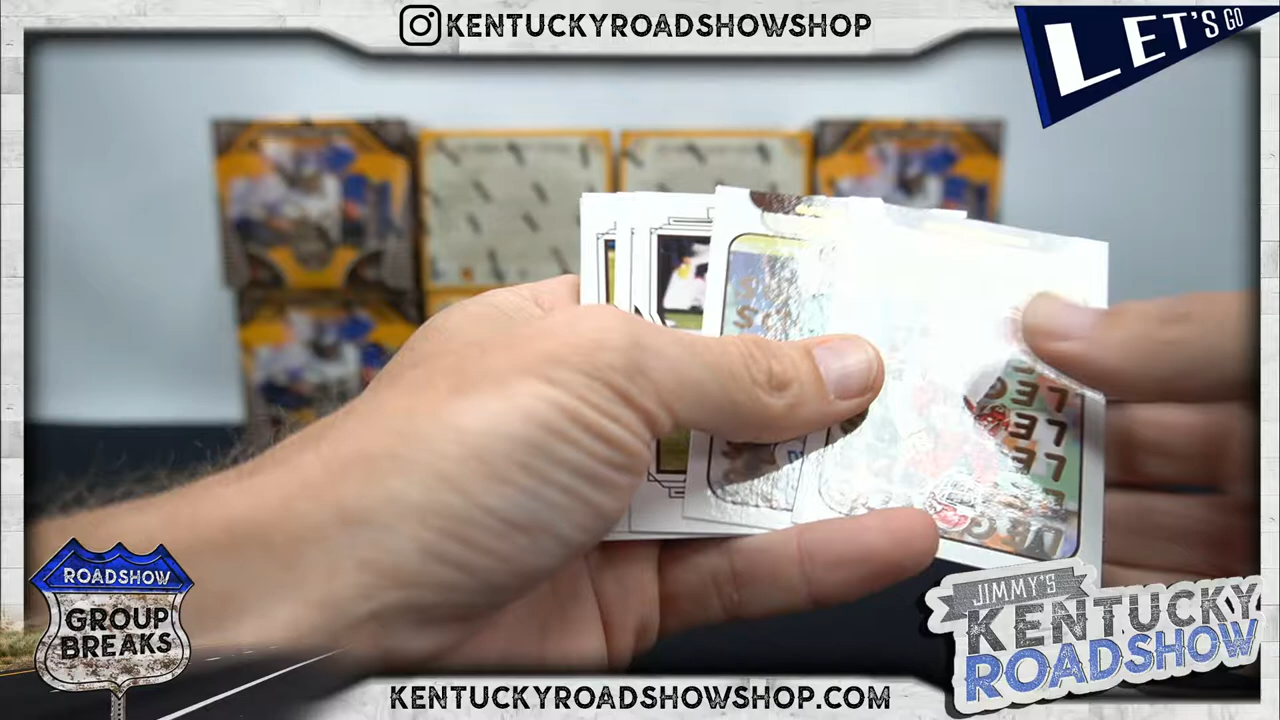 KENTUCKYROADSHOWSHOP
LET'S GO
ROADSHOW
GROUP
BREAKS
JIMMY'S
KENTUCKY
ROADSHOW
KENTUCKYROADSHOWSHOP.COM